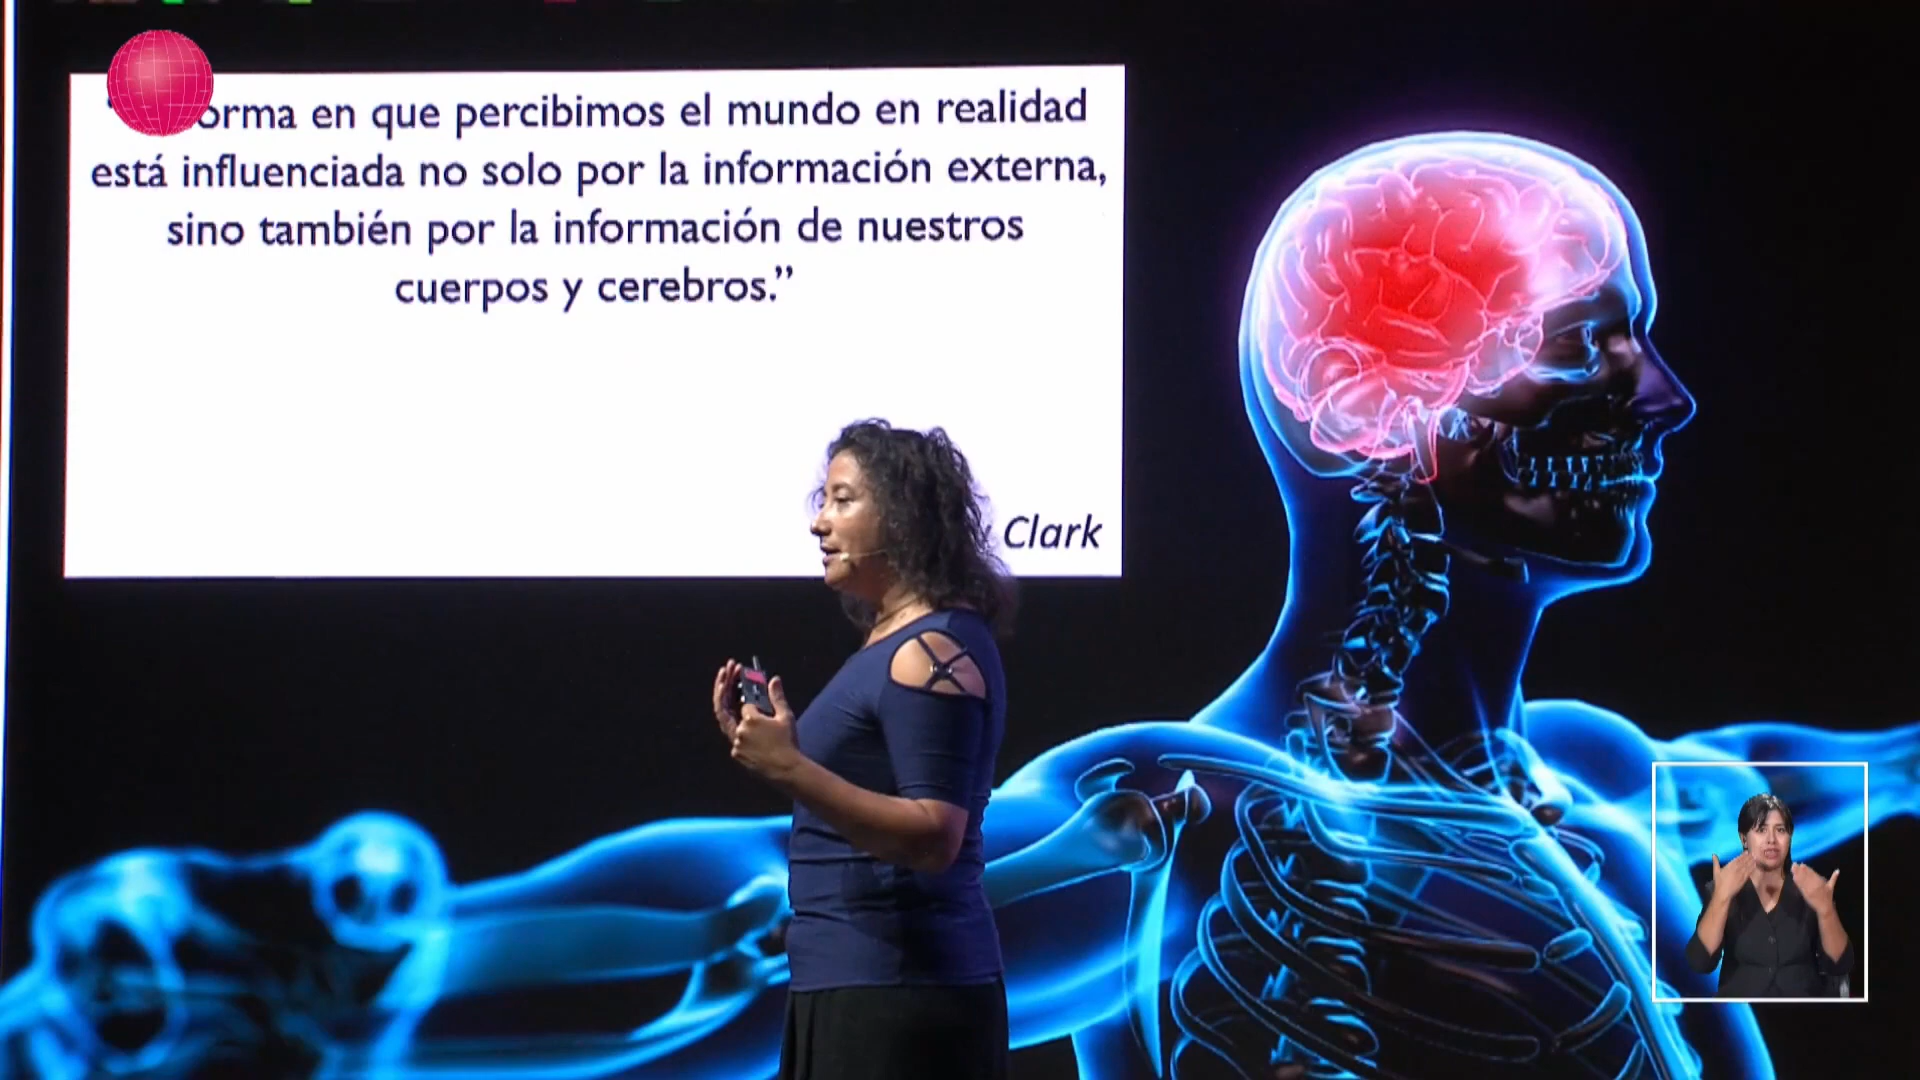 orma en que percibimos el mundo en realidad
está influenciada no solo por la información externa,
sino también por la información de nuestros
cuerpos y cerebros.”
Clark